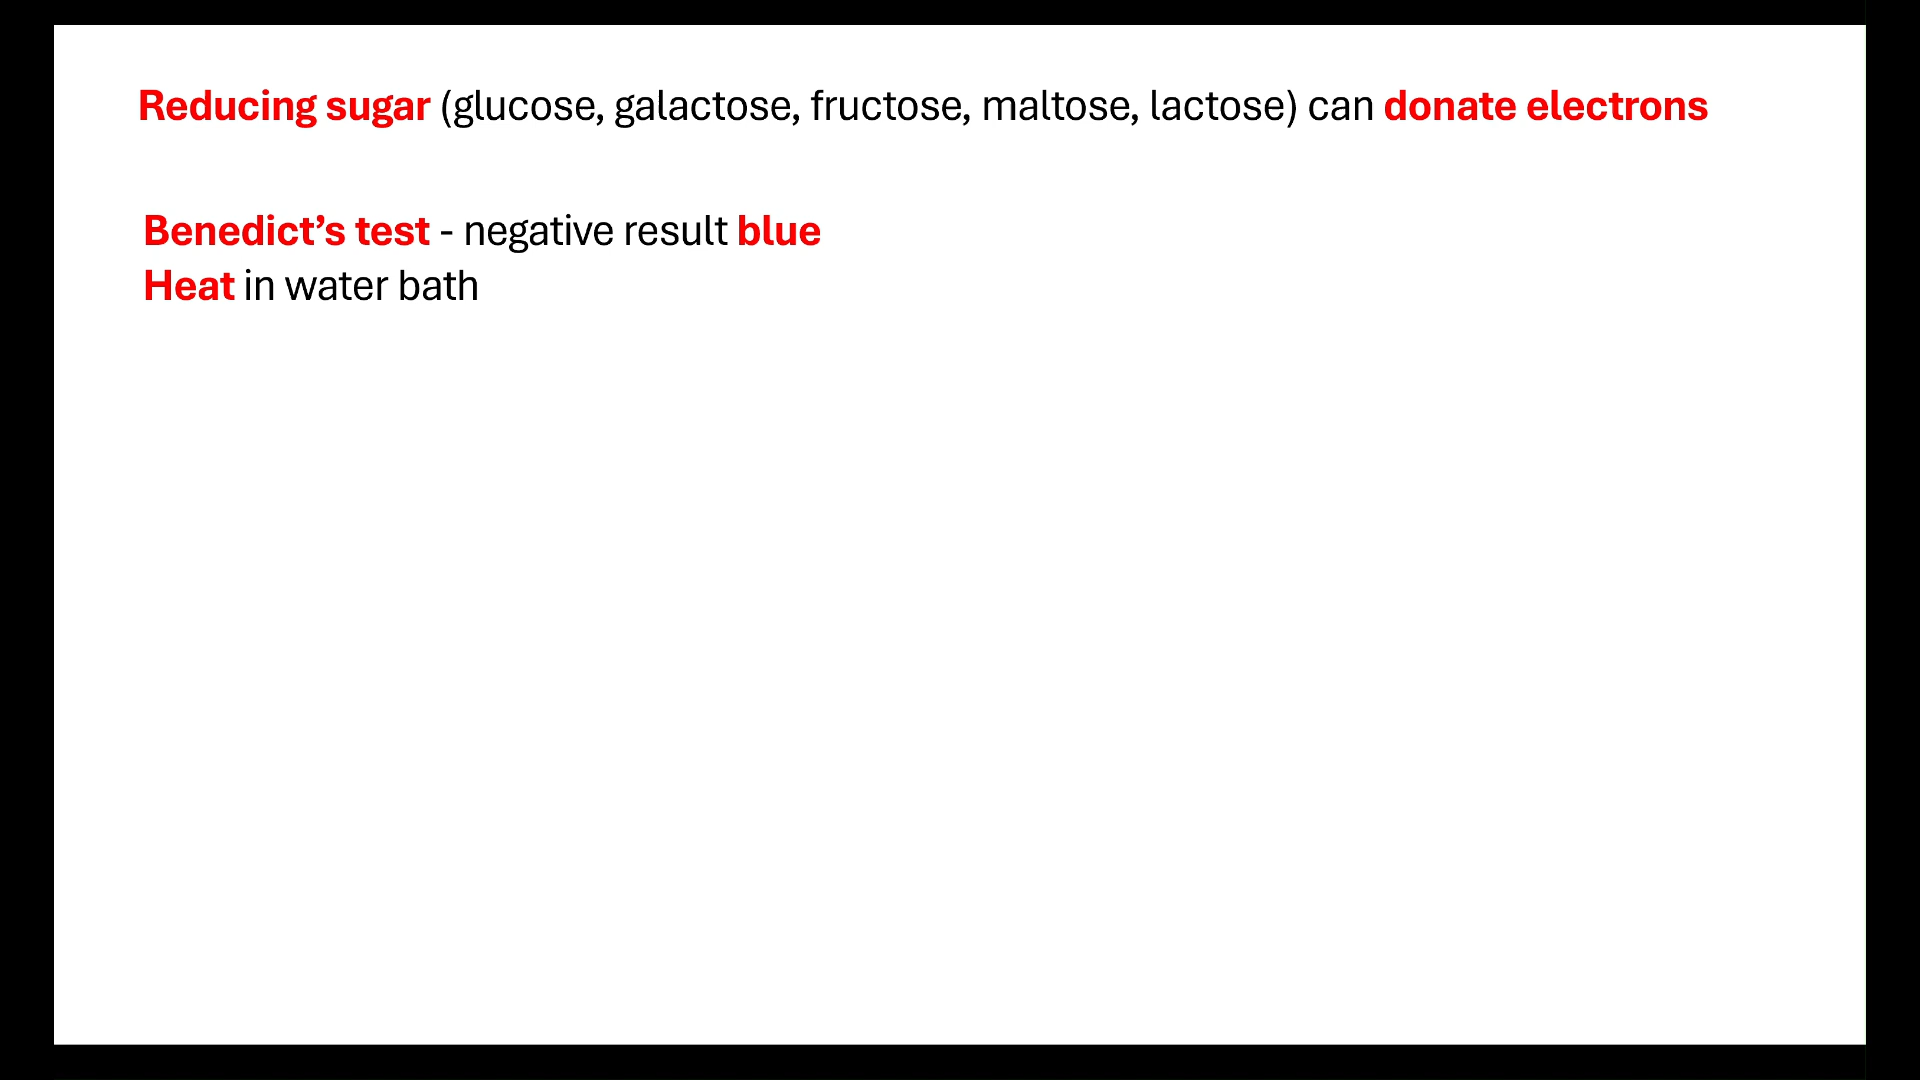 Reducing sugar (glucose, galactose, fructose, maltose, lactose) can donate electrons
Benedict’s test - negative result blue
Heat in water bath